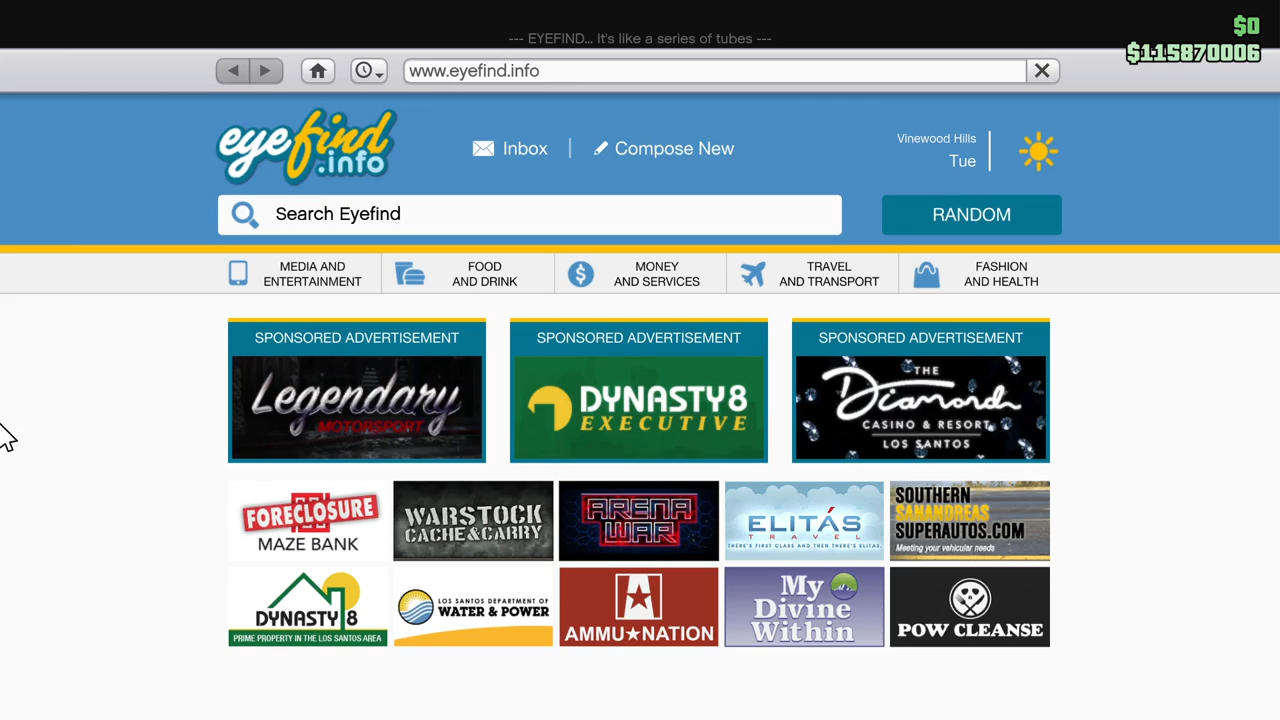 $0
--- EYEFIND... It's like a series of tubes ---
$115870006
www.eyefind.info
eyefind
.info
Inbox
Compose New
Vinewood Hills
Tue
Search Eyefind
RANDOM
MEDIA AND
ENTERTAINMENT
FOOD
AND DRINK
MONEY
AND SERVICES
TRAVEL
AND TRANSPORT
FASHION
AND HEALTH
SPONSORED ADVERTISEMENT
Legendary
MOTORSPORT
SPONSORED ADVERTISEMENT
DYNASTY8
EXECUTIVE
SPONSORED ADVERTISEMENT
THE
Diamond
CASINO & RESORT
LOS SANTOS
FORECLOSURE
MAZE BANK
WARSTOCK
CACHE&CARRY
ARENA
WAR
ELITÁS
TRAVEL
THERE'S FIRST CLASS AND THEN THERE'S ELITAS.
SOUTHERN
SANANDREAS
SUPERAUTOS.COM
Meeting your vehicular needs
DYNASTY 8
PRIME PROPERTY IN THE LOS SANTOS AREA
LOS SANTOS DEPARTMENT OF
WATER & POWER
AMMU★NATION
My
Divine
Within
POW CLEANSE